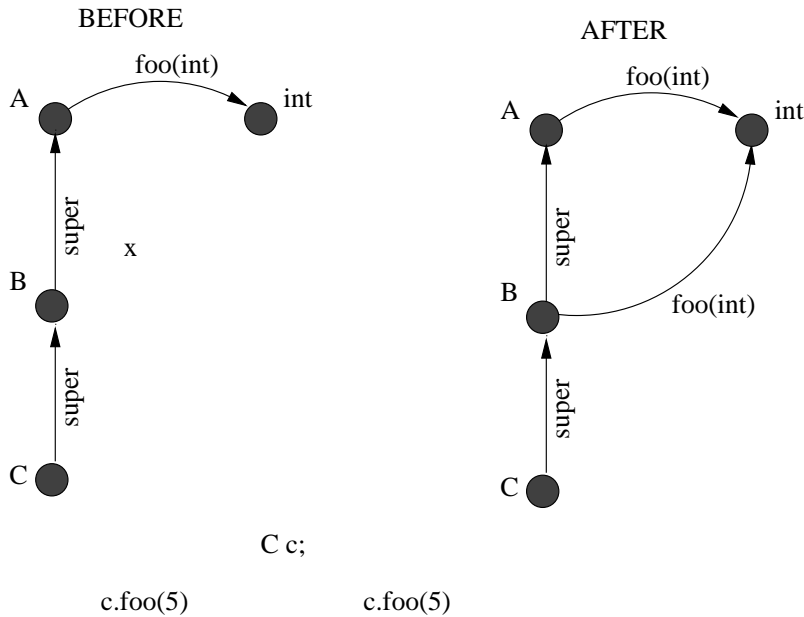 BEFORE
foo(int)
A
int
super
x
B
super
C
AFTER
foo(int)
A
int
super
B
foo(int)
super
C
C c;
c.foo(5)
c.foo(5)